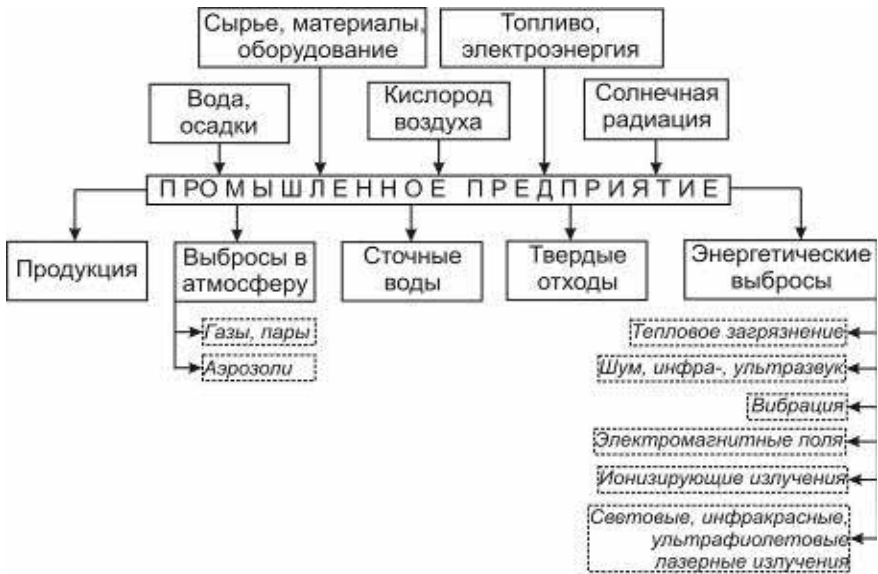 Сырье, материалы,
оборудование
Топливо,
электроэнергия
Вода,
осадки
Кислород
воздуха
Солнечная
радиация
ПРОМЫШЛЕННОЕ ПРЕДПРИЯТИЕ
Продукция
Выбросы в
атмосферу
Сточные
воды
Твердые
отходы
Энергетические
выбросы
Газы, пары
Аэрозоли
Тепловое загрязнение
Шум, инфра-, ультразвук
Вибрация
Электромагнитные поля
Ионизирующие излучения
Световые, инфракрасные,
ультрафиолетовые
лазерные излучения